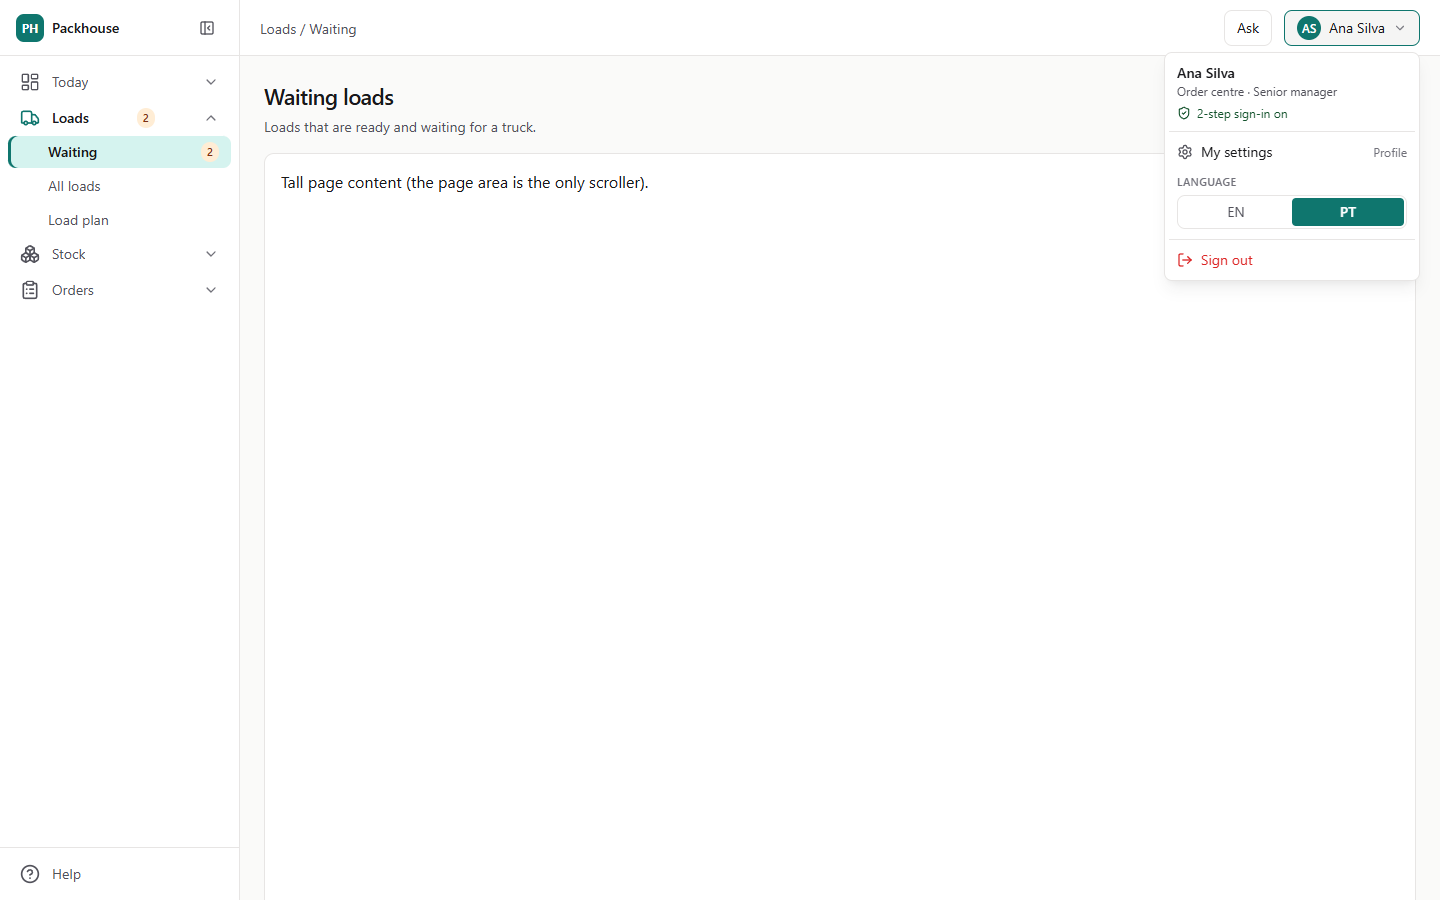 PH Packhouse
Loads / Waiting
Ask
AS Ana Silva
Today
Loads 2
Waiting 2
All loads
Load plan
Stock
Orders
Help
Waiting loads
Loads that are ready and waiting for a truck.
Tall page content (the page area is the only scroller).
Ana Silva
Order centre · Senior manager
2-step sign-in on
My settings Profile
LANGUAGE
EN PT
Sign out